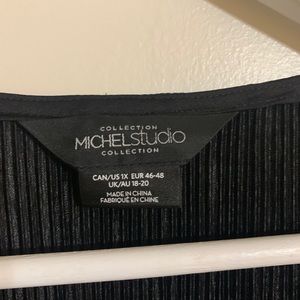 COLLECTION
MICHELstudio
COLLECTION
CAN/US 1X EUR 46-48
UK/AU 18-20
MADE IN CHINA
FABRIQUÉ EN CHINE